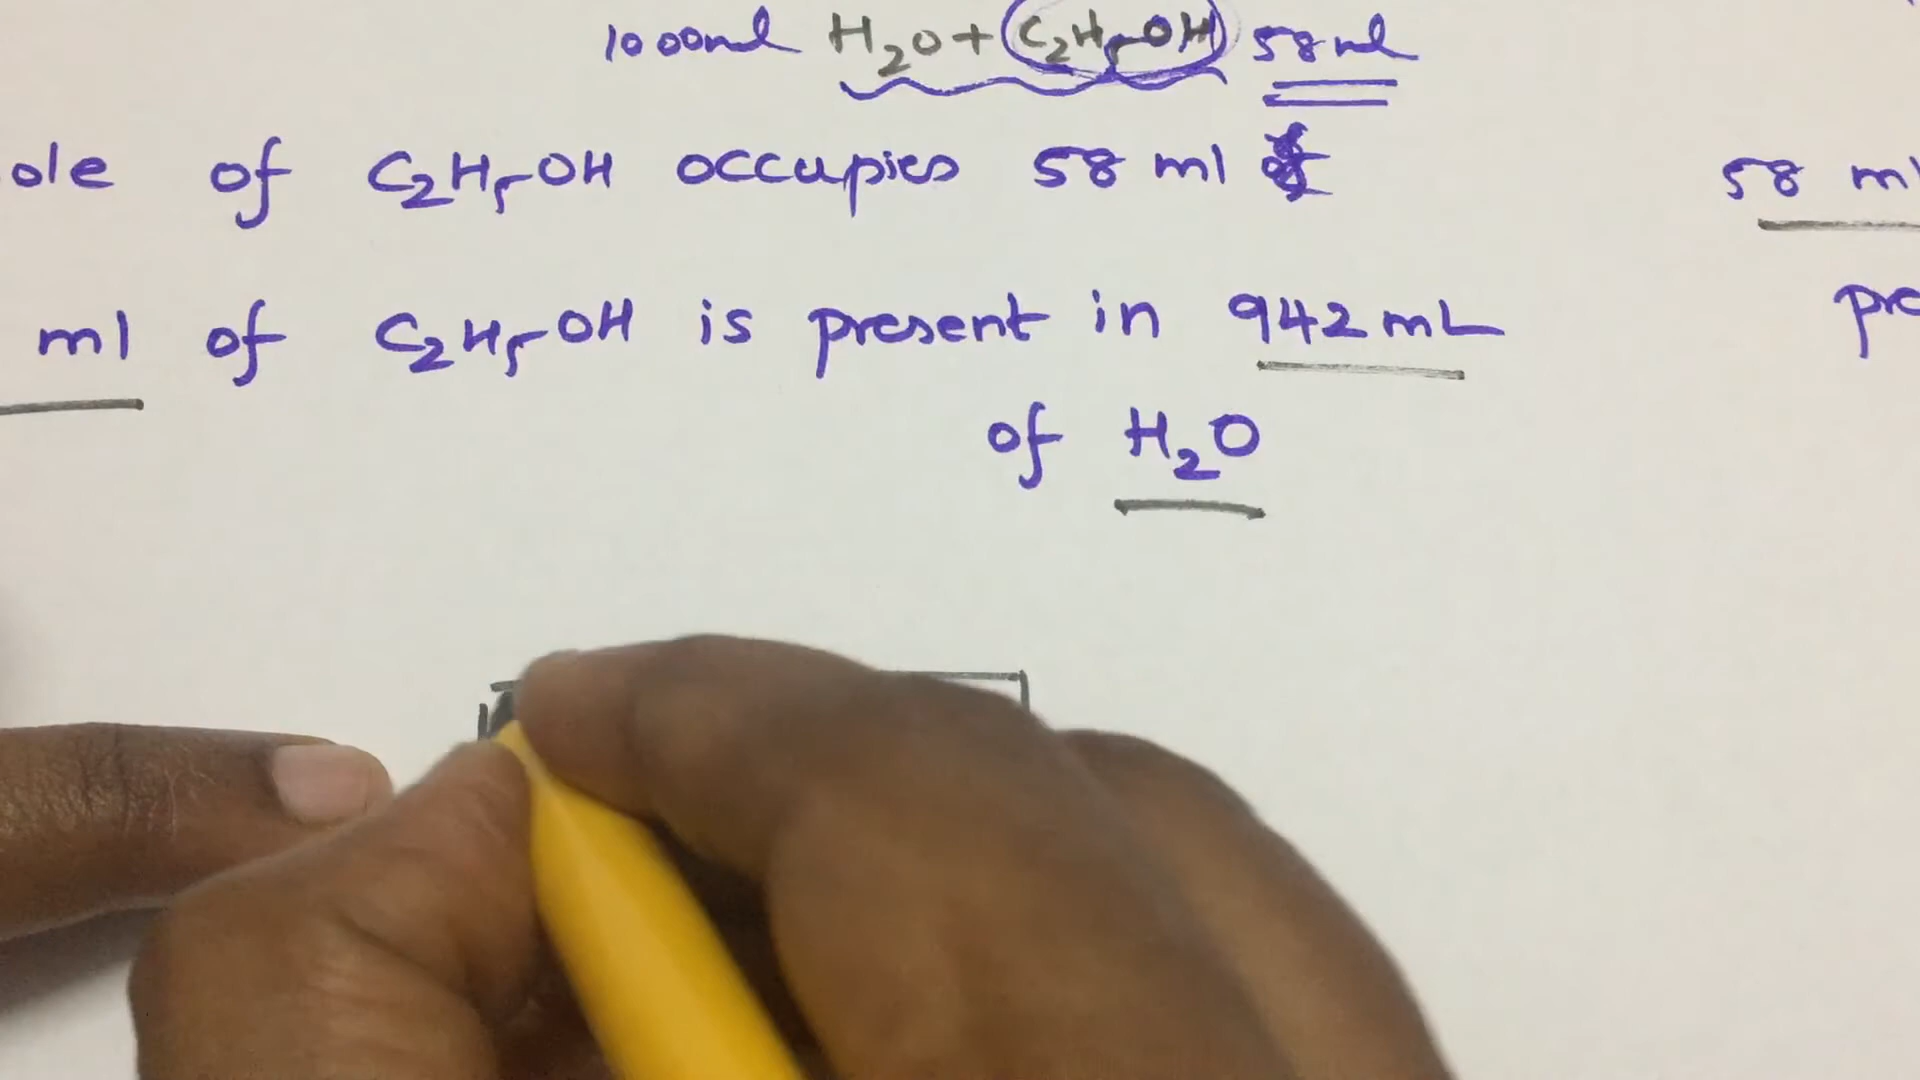 1000ml H₂O + C₂H₅OH 58ml
ole of C₂H₅OH occupies 58 ml
58 ml
ml of C₂H₅OH is present in 942 mL
pre
of H₂O